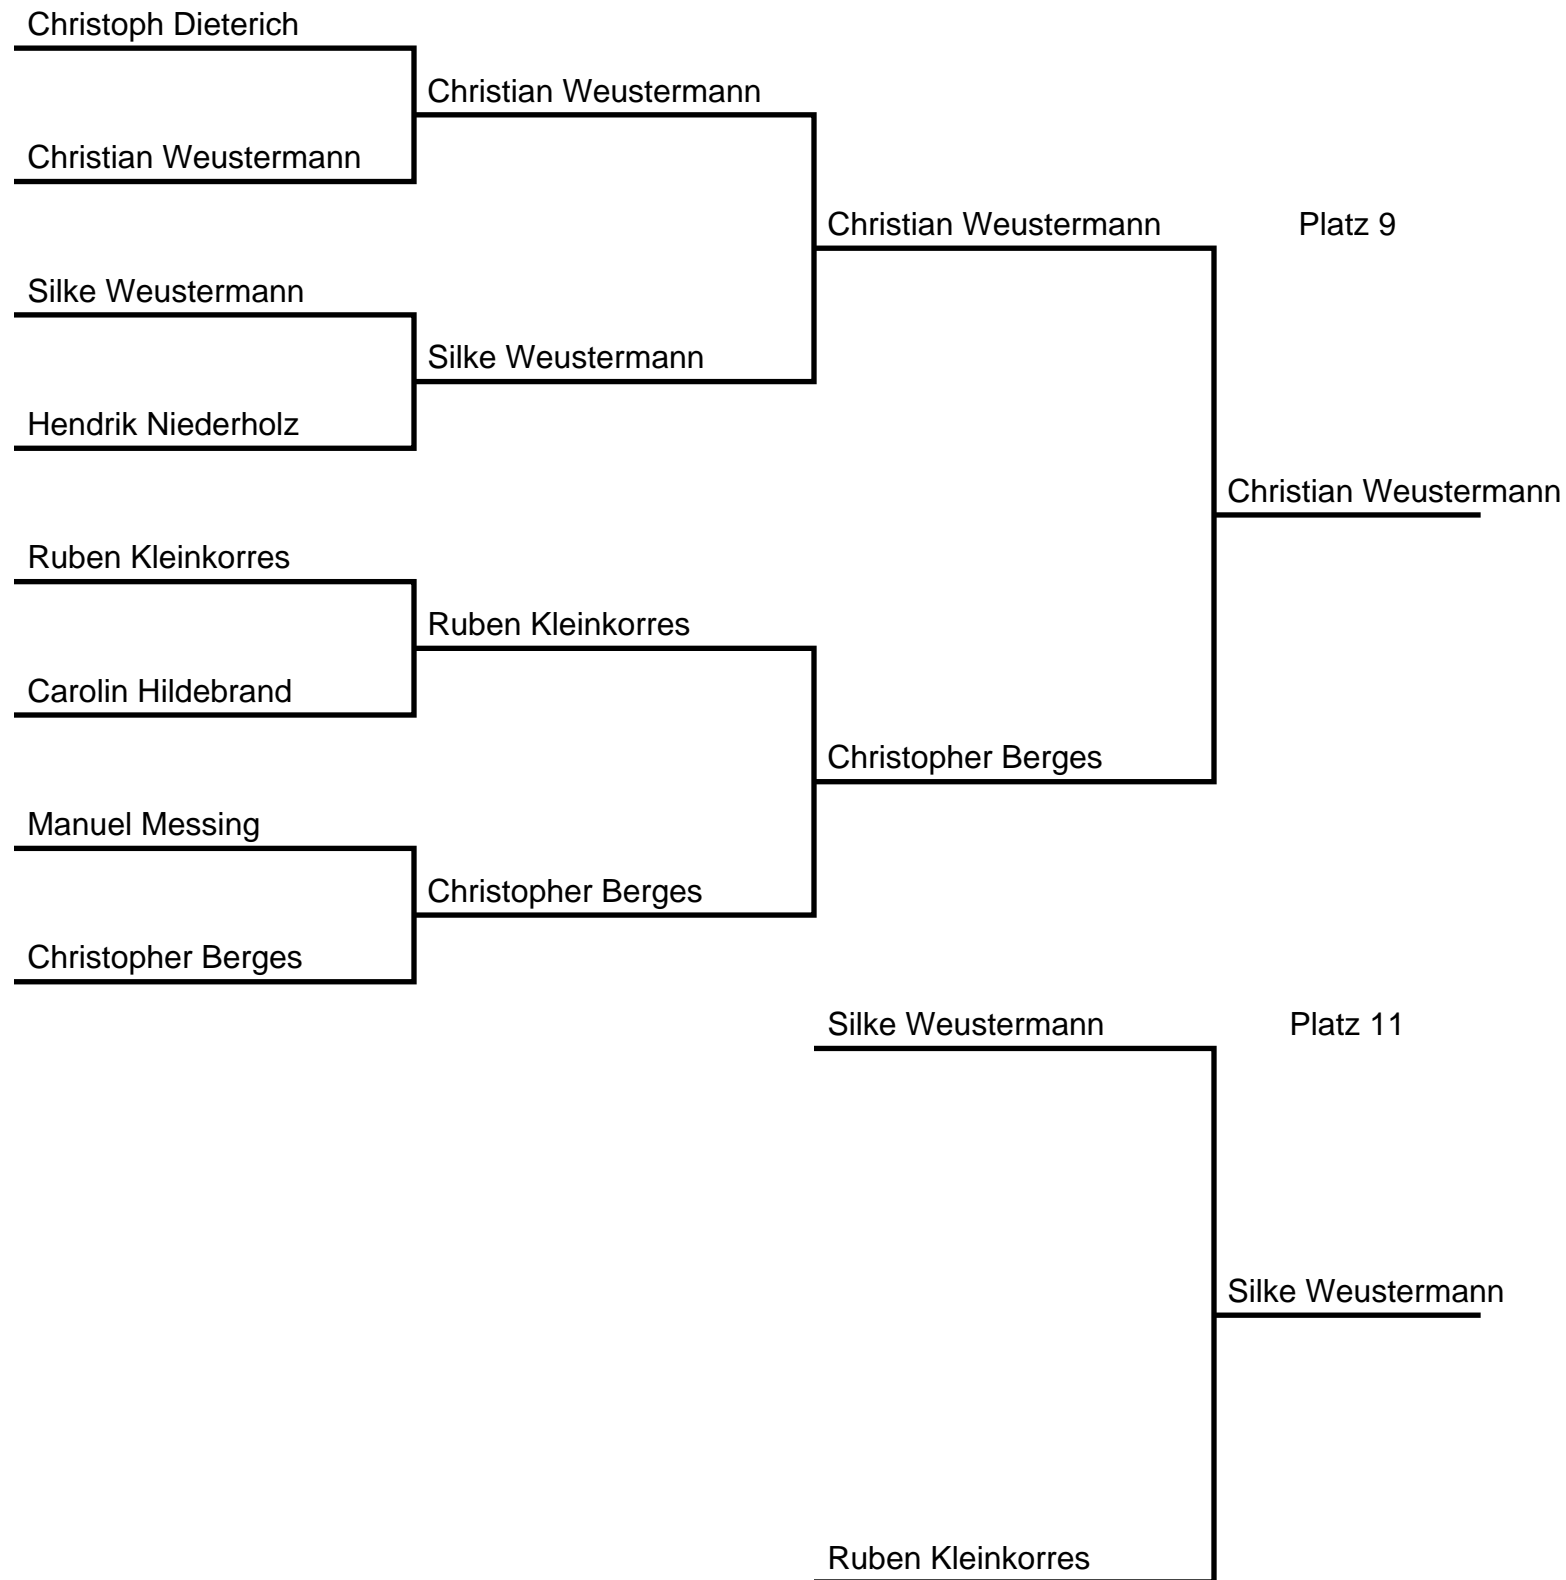 Christoph Dieterich
Christian Weustermann
Christian Weustermann
Christian Weustermann Platz 9
Silke Weustermann
Silke Weustermann
Hendrik Niederholz
Christian Weustermann
Ruben Kleinkorres
Ruben Kleinkorres
Carolin Hildebrand
Christopher Berges
Manuel Messing
Christopher Berges
Christopher Berges
Silke Weustermann Platz 11
Silke Weustermann
Ruben Kleinkorres